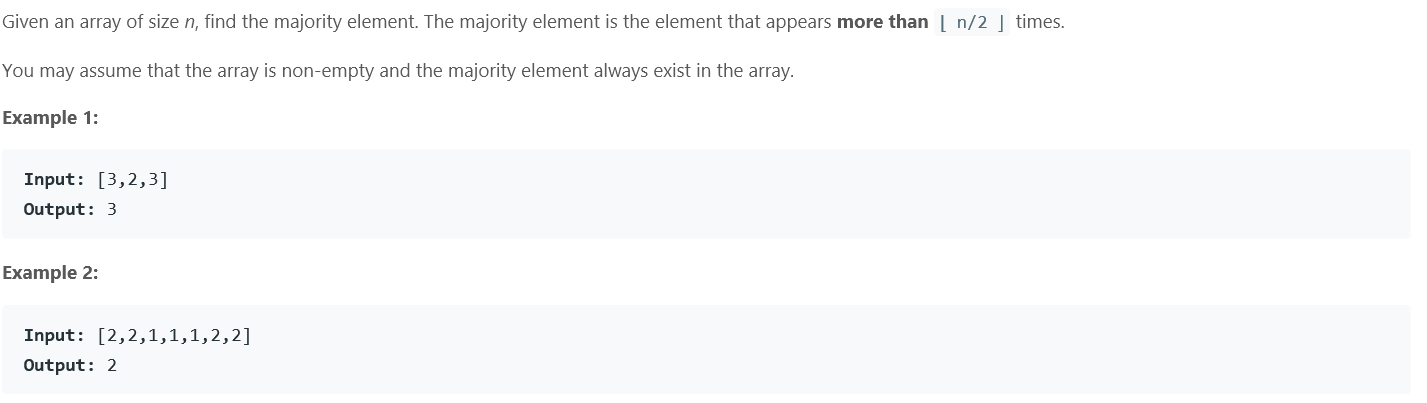 Given an array of size n, find the majority element. The majority element is the element that appears more than ⌊ n/2 ⌋ times.
You may assume that the array is non-empty and the majority element always exist in the array.
Example 1:
Input: [3,2,3]
Output: 3
Example 2:
Input: [2,2,1,1,1,2,2]
Output: 2